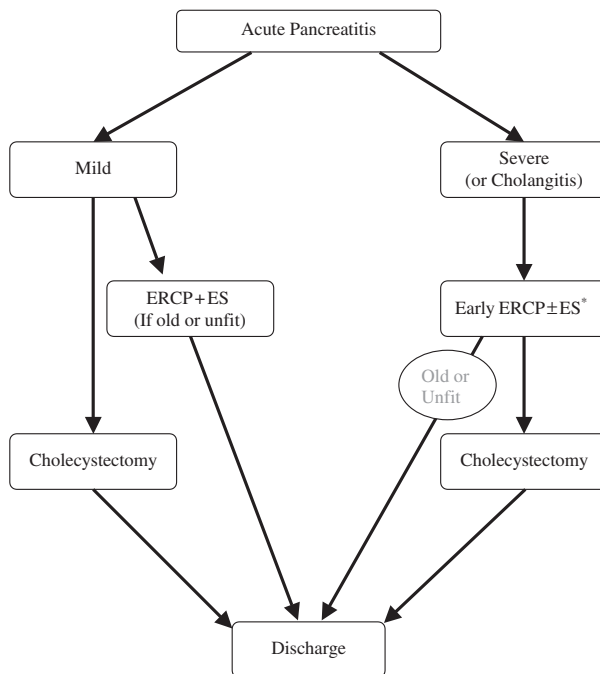 Acute Pancreatitis
Mild
Severe
(or Cholangitis)
ERCP+ES
(If old or unfit)
Early ERCP±ES*
Old or
Unfit
Cholecystectomy
Cholecystectomy
Discharge